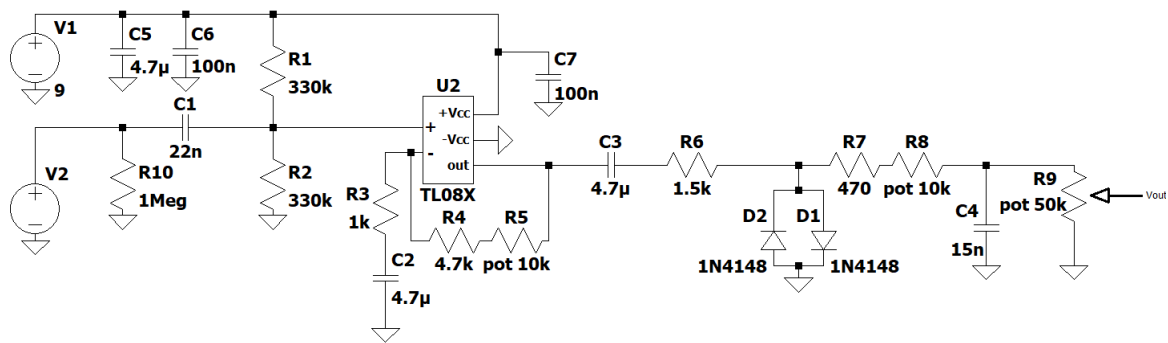 V1
9
C5
4.7µ
C6
100n
R1
330k
C7
100n
U2
+Vcc
-Vcc
out
+
-
TL08X
C1
22n
V2
R10
1Meg
R2
330k
R3
1k
R4
4.7k
R5
pot 10k
C2
4.7µ
C3
4.7µ
R6
1.5k
R7
470
R8
pot 10k
D2
1N4148
D1
1N4148
C4
15n
R9
pot 50k
Vout